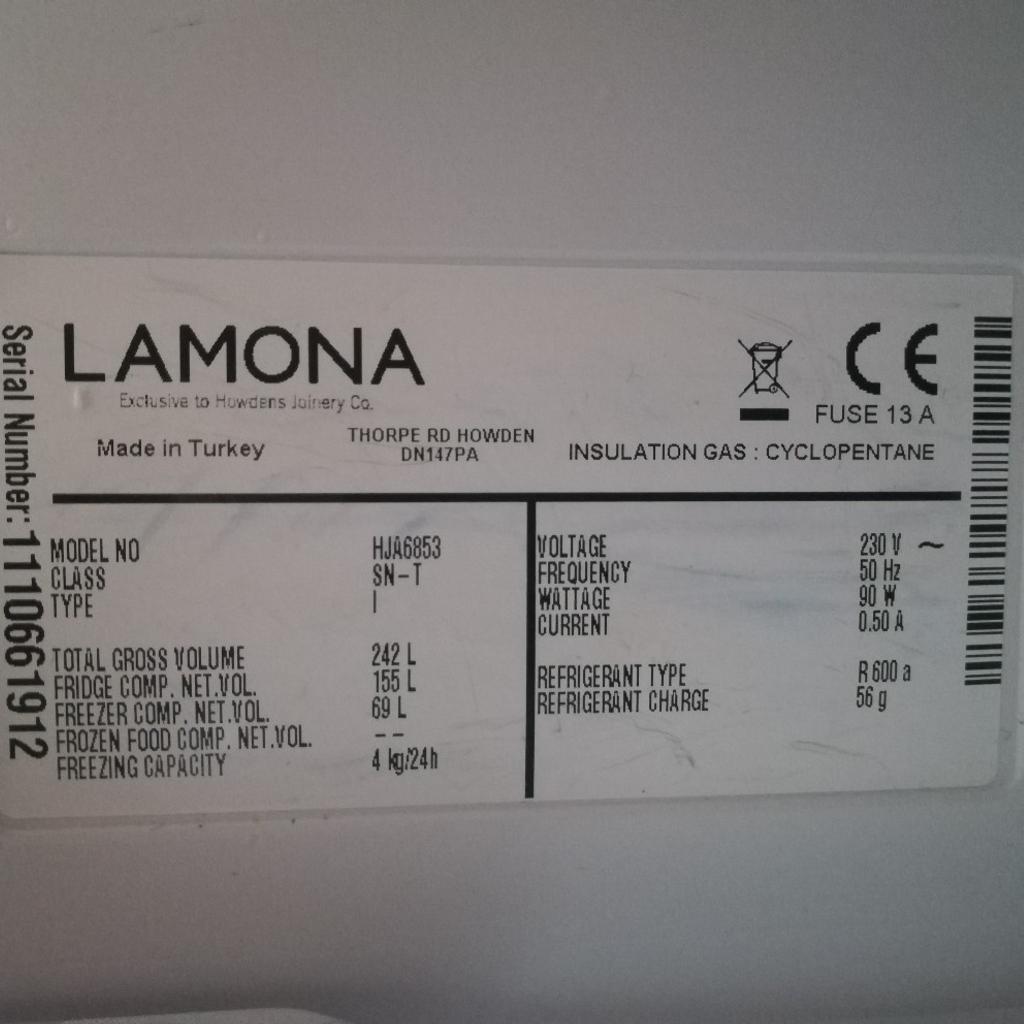 LAMONA
Exclusive to Howdens Joinery Co.
Made in Turkey
THORPE RD HOWDEN
DN147PA
CE
FUSE 13 A
INSULATION GAS : CYCLOPENTANE
Serial Number: 1110661912
MODEL NO HJA6853
CLASS SN-T
TYPE I
TOTAL GROSS VOLUME 242 L
FRIDGE COMP. NET.VOL. 155 L
FREEZER COMP. NET.VOL. 69 L
FROZEN FOOD COMP. NET.VOL. --
FREEZING CAPACITY 4 kg/24h
VOLTAGE 230 V ~
FREQUENCY 50 Hz
WATTAGE 90 W
CURRENT 0.50 A
REFRIGERANT TYPE R 600 a
REFRIGERANT CHARGE 56 g